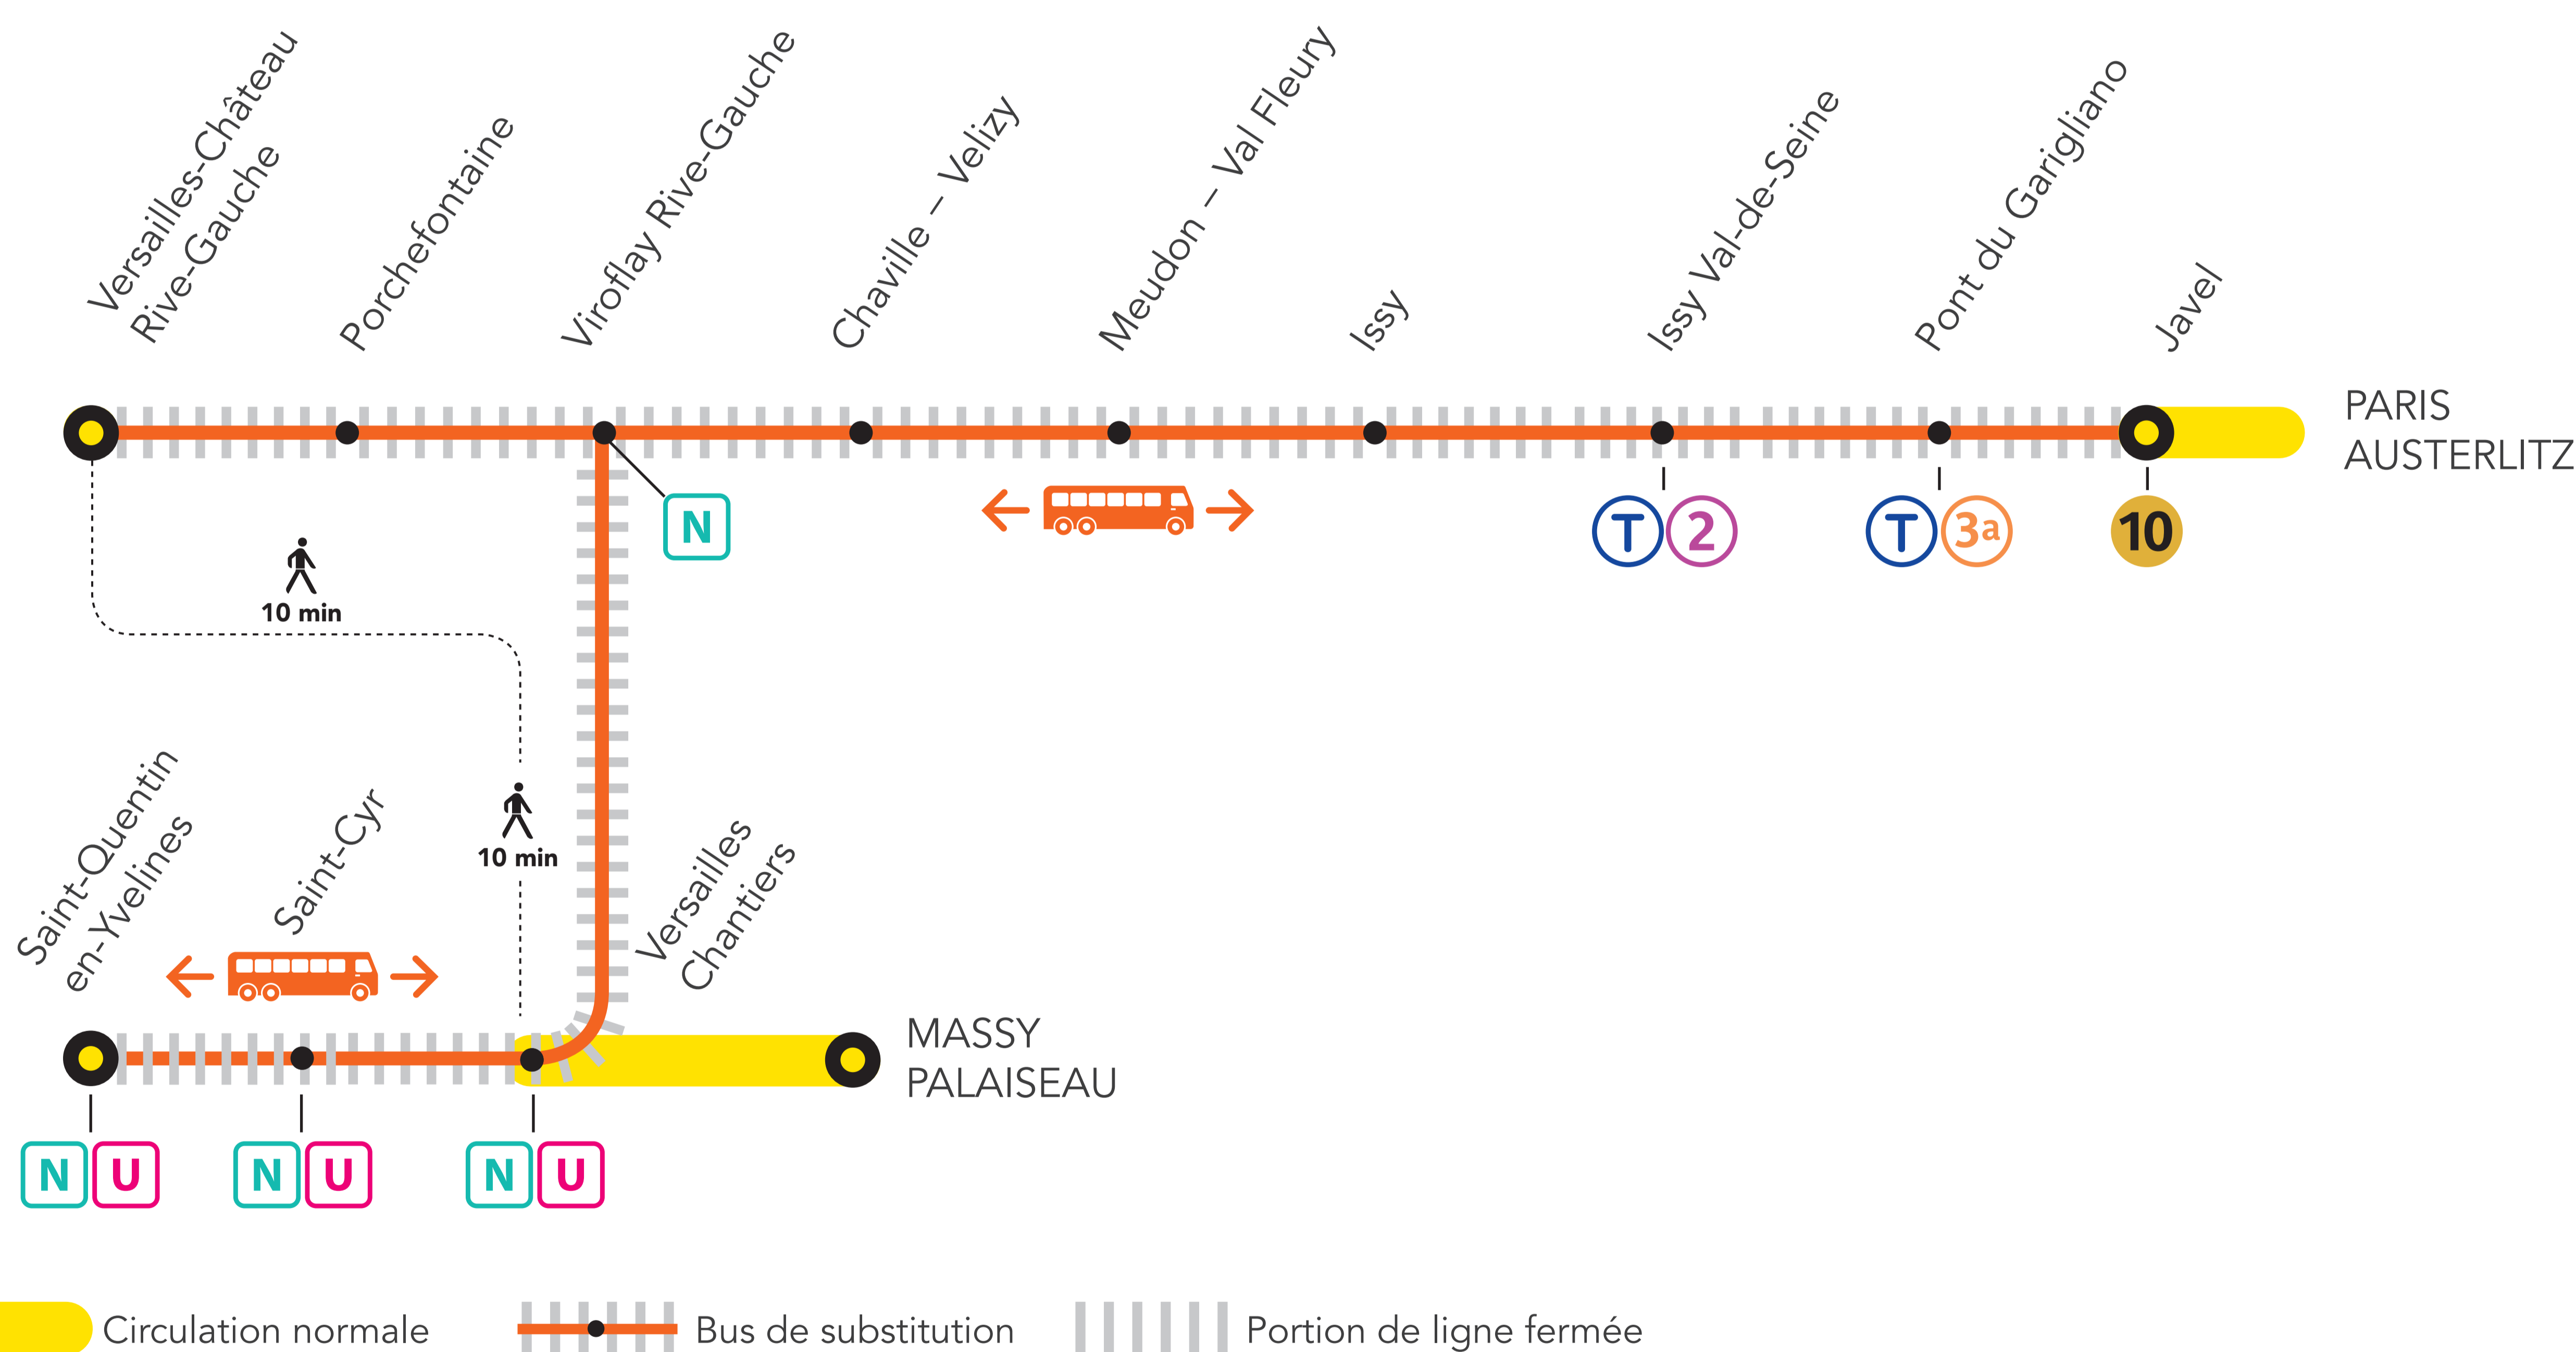 Versailles-Château
Rive-Gauche
Porchefontaine
Viroflay Rive-Gauche
Chaville – Velizy
Meudon – Val Fleury
Issy
Issy Val-de-Seine
Pont du Garigliano
Javel
PARIS
AUSTERLITZ
N
T 2
T 3a
10
10 min
10 min
Saint-Quentin
en-Yvelines
Saint-Cyr
Versailles
Chantiers
MASSY
PALAISEAU
N U
N U
N U
Circulation normale
Bus de substitution
Portion de ligne fermée